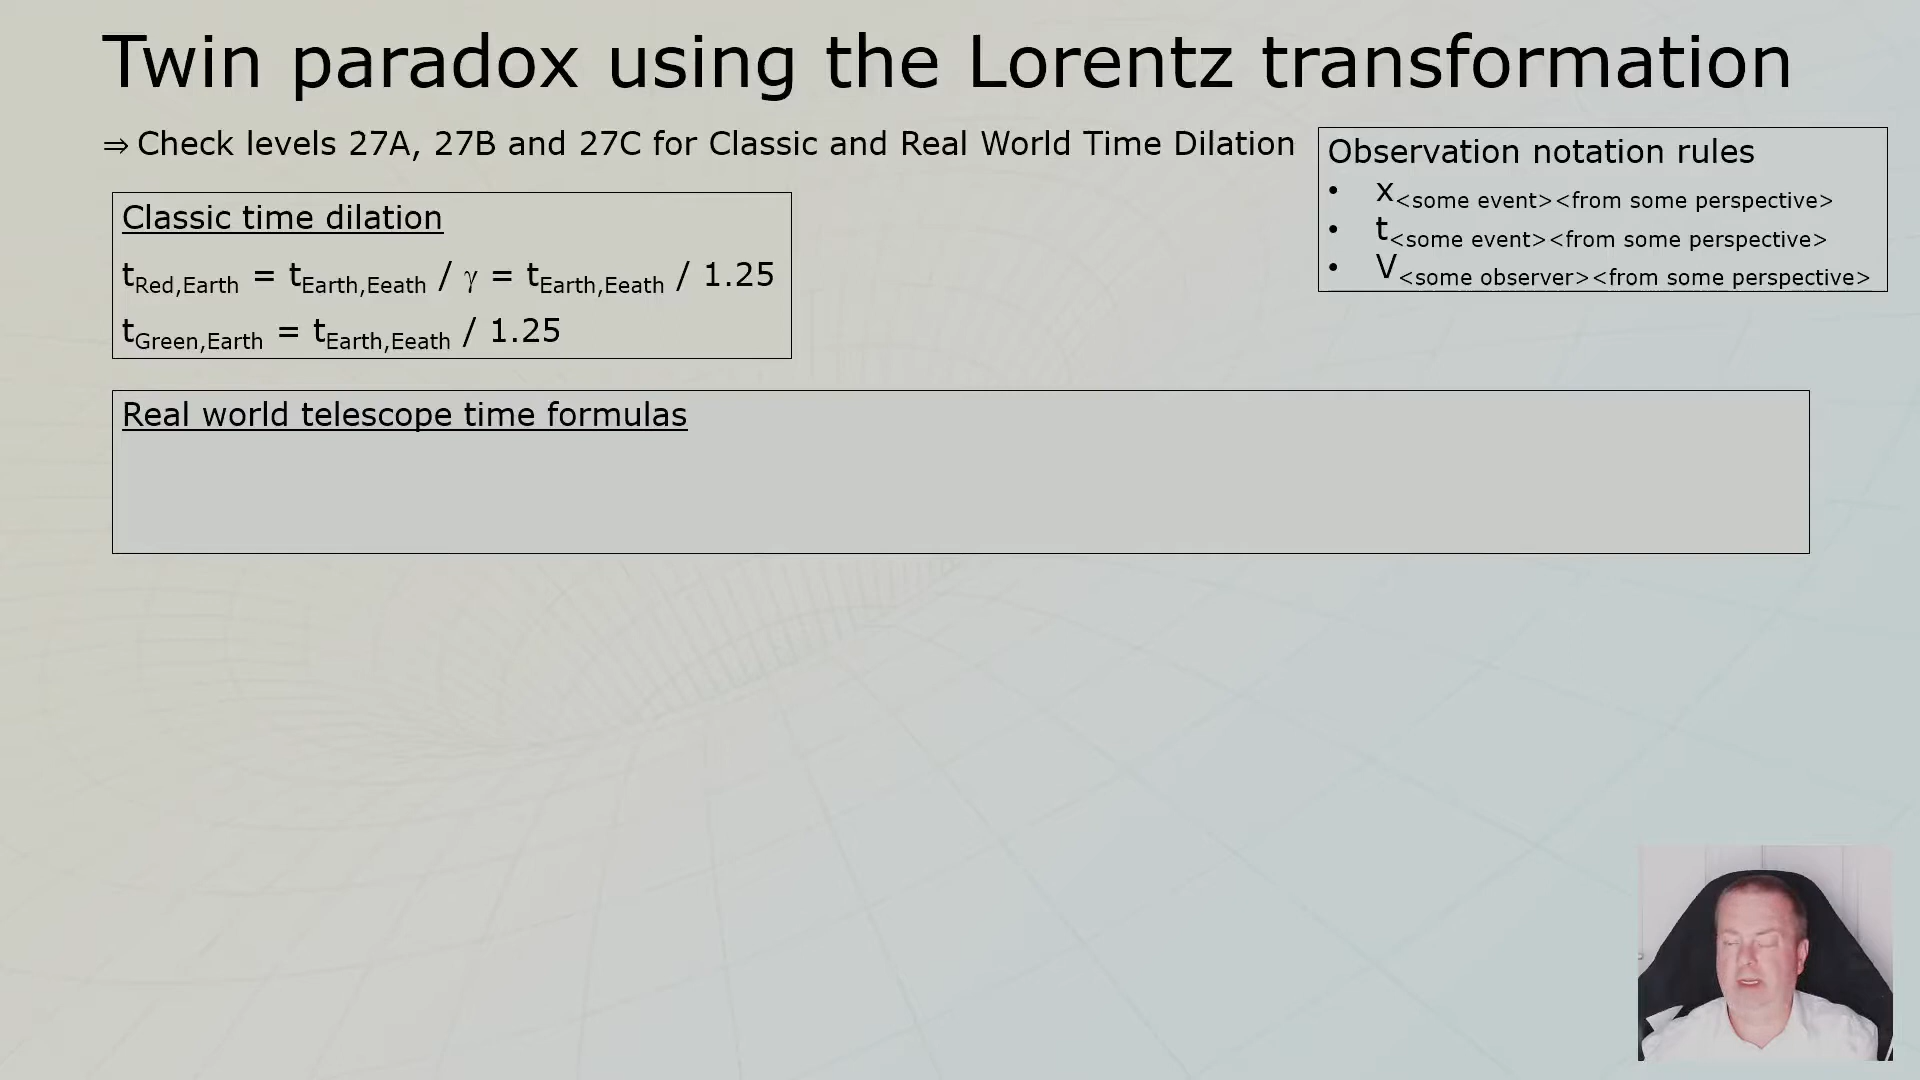 Twin paradox using the Lorentz transformation
⇒ Check levels 27A, 27B and 27C for Classic and Real World Time Dilation
Observation notation rules
• x<some event><from some perspective>
• t<some event><from some perspective>
• V<some observer><from some perspective>
Classic time dilation
tRed,Earth = tEarth,Eeath / γ = tEarth,Eeath / 1.25
tGreen,Earth = tEarth,Eeath / 1.25
Real world telescope time formulas